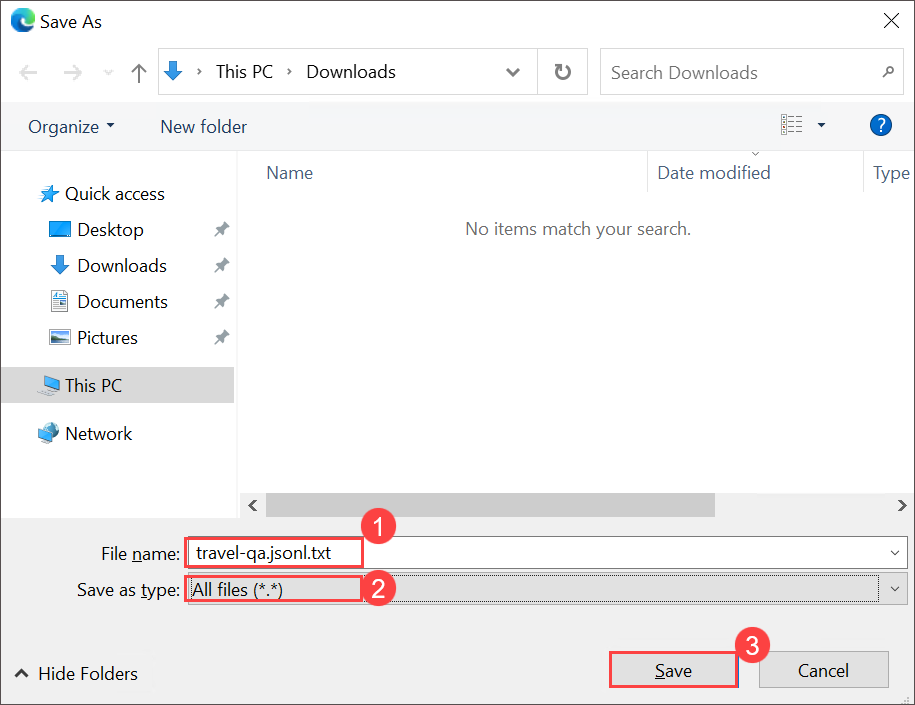 Save As
This PC > Downloads
Search Downloads
Organize
New folder
?
Name
Date modified
Type
Quick access
No items match your search.
Desktop
Downloads
Documents
Pictures
This PC
Network
1
File name: travel-qa.jsonl.txt
Save as type: All files (*.*)
2
3
Hide Folders
Save
Cancel